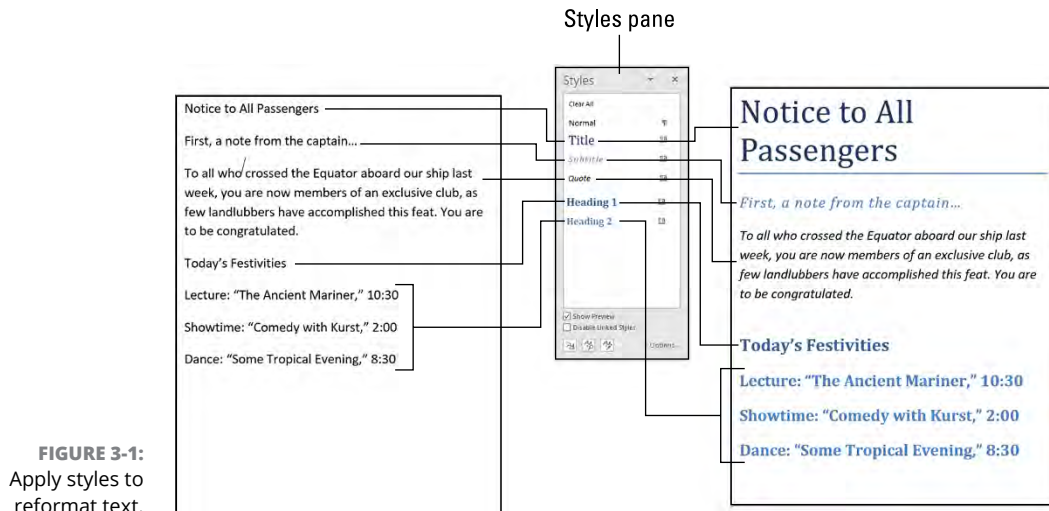 Styles pane
Notice to All Passengers
First, a note from the captain…
To all who crossed the Equator aboard our ship last
week, you are now members of an exclusive club, as
few landlubbers have accomplished this feat. You are
to be congratulated.
Today’s Festivities
Lecture: “The Ancient Mariner,” 10:30
Showtime: “Comedy with Kurst,” 2:00
Dance: “Some Tropical Evening,” 8:30
Styles
Clear All
Normal
Title
Subtitle
Quote
Heading 1
Heading 2
Show Preview
Disable Linked Styles
Options...
Notice to All
Passengers
First, a note from the captain…
To all who crossed the Equator aboard our ship last
week, you are now members of an exclusive club, as
few landlubbers have accomplished this feat. You are
to be congratulated.
Today’s Festivities
Lecture: “The Ancient Mariner,” 10:30
Showtime: “Comedy with Kurst,” 2:00
Dance: “Some Tropical Evening,” 8:30
FIGURE 3-1:
Apply styles to
reformat text.